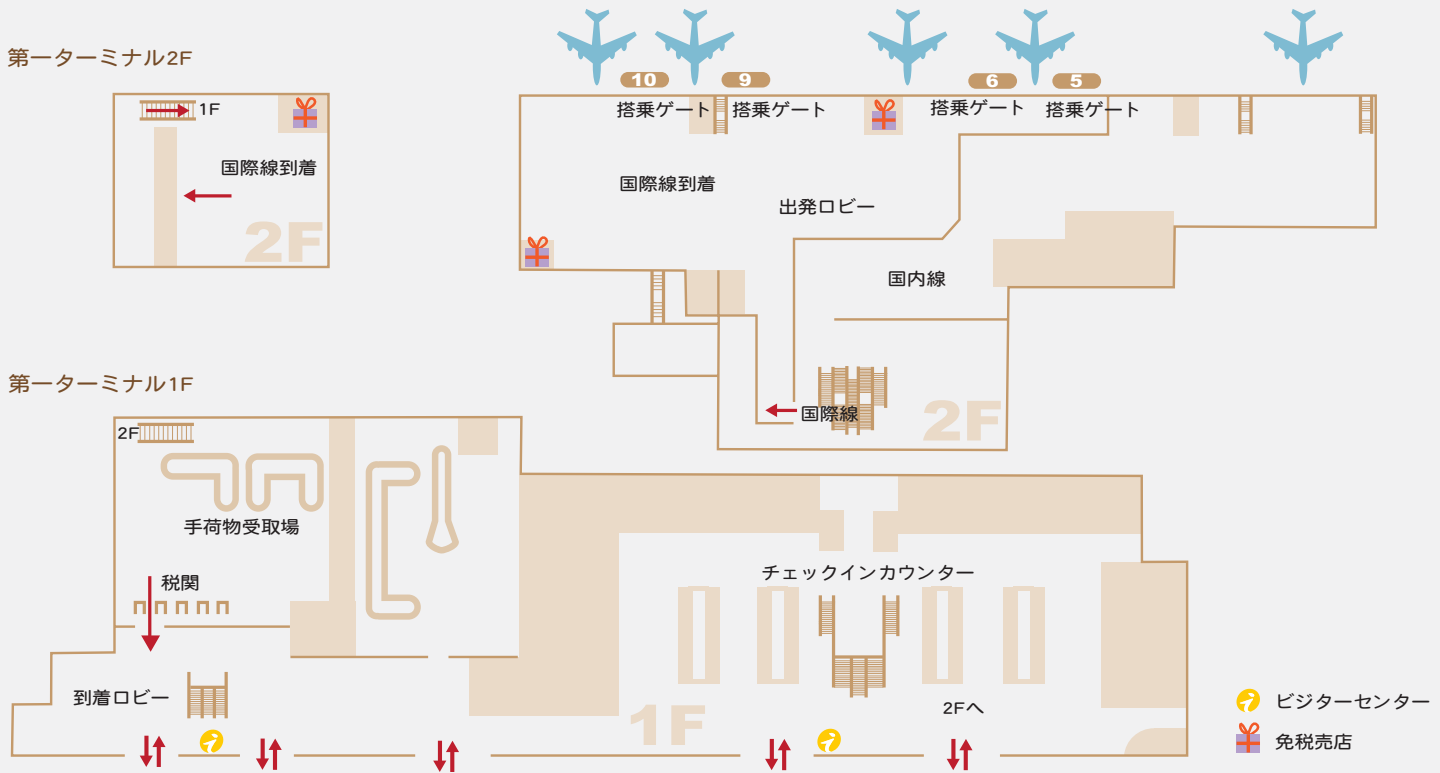 第一ターミナル2F
10
9
6
5
搭乗ゲート
搭乗ゲート
搭乗ゲート
搭乗ゲート
1F
国際線到着
2F
国際線到着
出発ロビー
国内線
国際線
2F
第一ターミナル1F
2F
手荷物受取場
税関
到着ロビー
チェックインカウンター
2Fへ
1F
ビジターセンター
免税売店